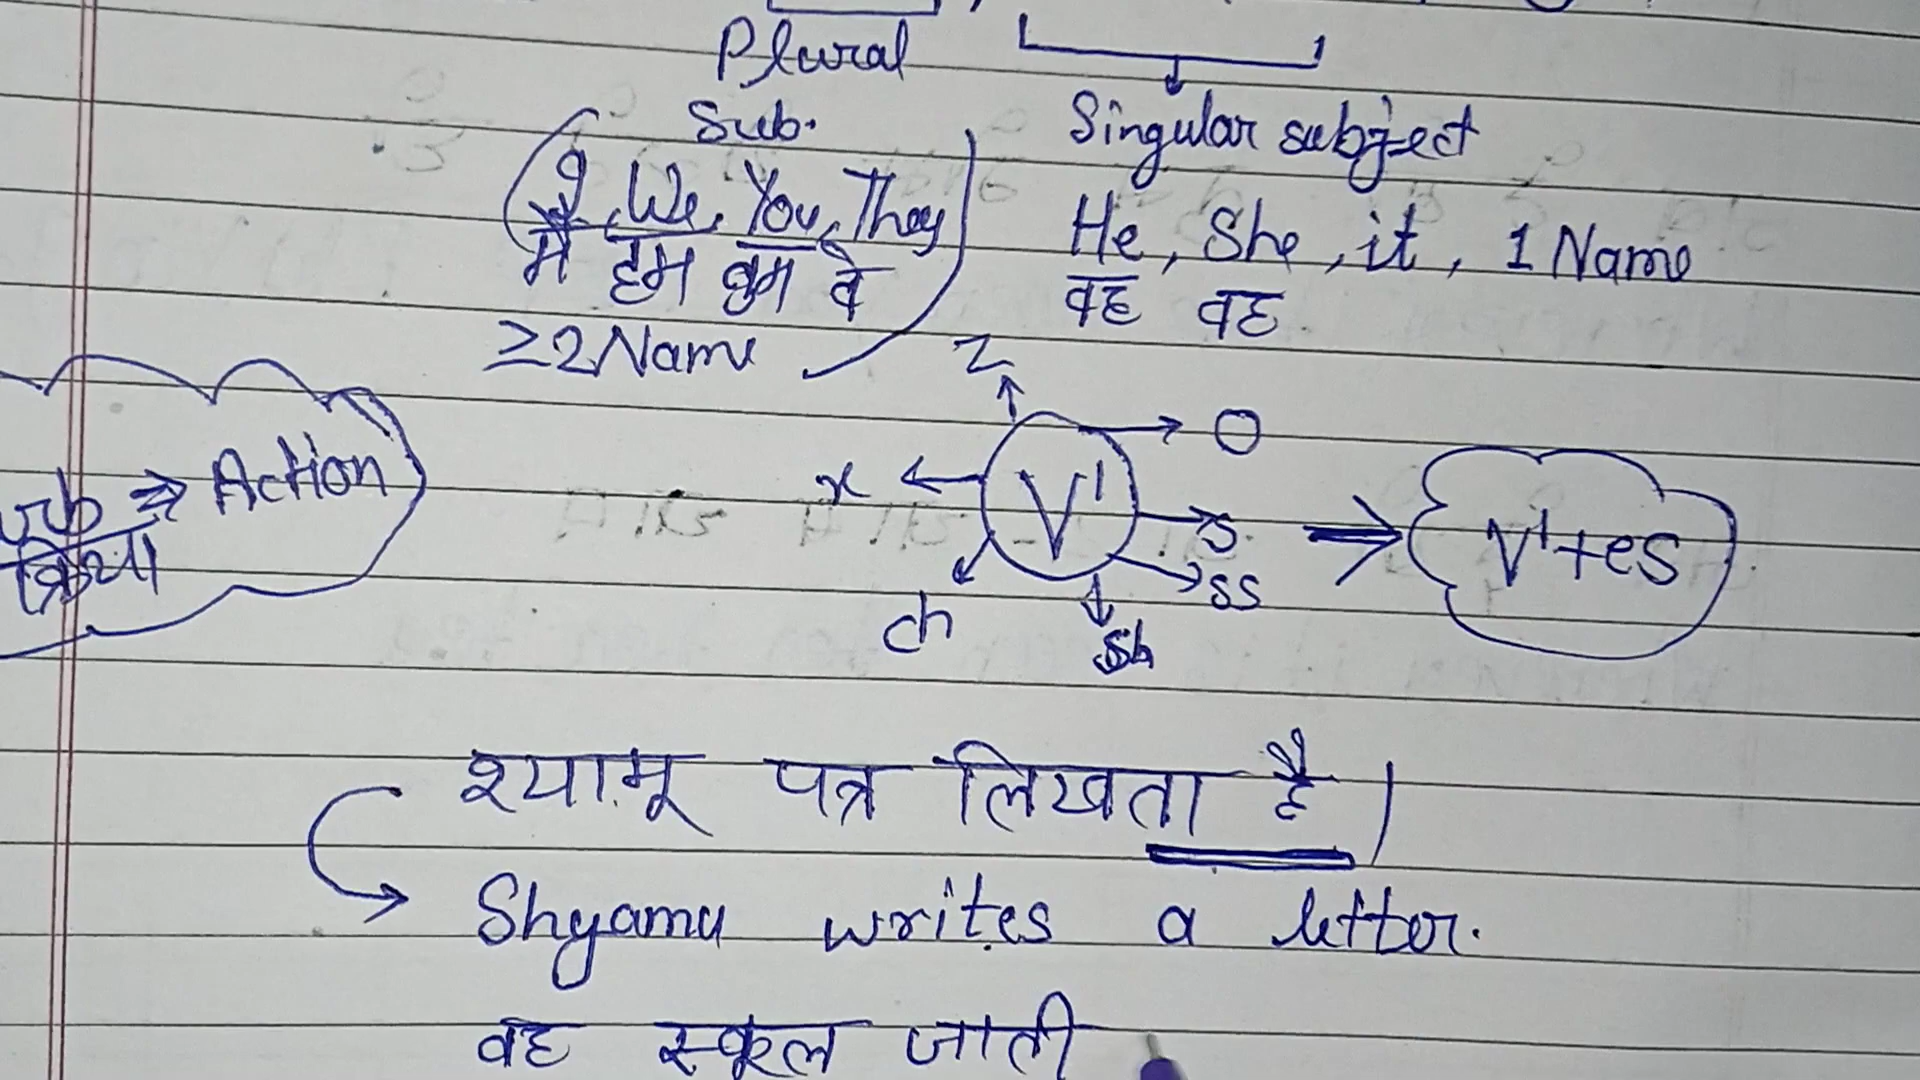 Plural
Sub.
Singular subject
I, We, You, They
He, She, it, 1 Name
मैं हम तुम वे
वह वह
≥2 Name
z
O
x
V¹
s
ss
sh
ch
⇒ V¹+es
⇒ Action
क्रिया
श्यामू पत्र लिखता है।
Shyamu writes a letter.
वह स्कूल जाती